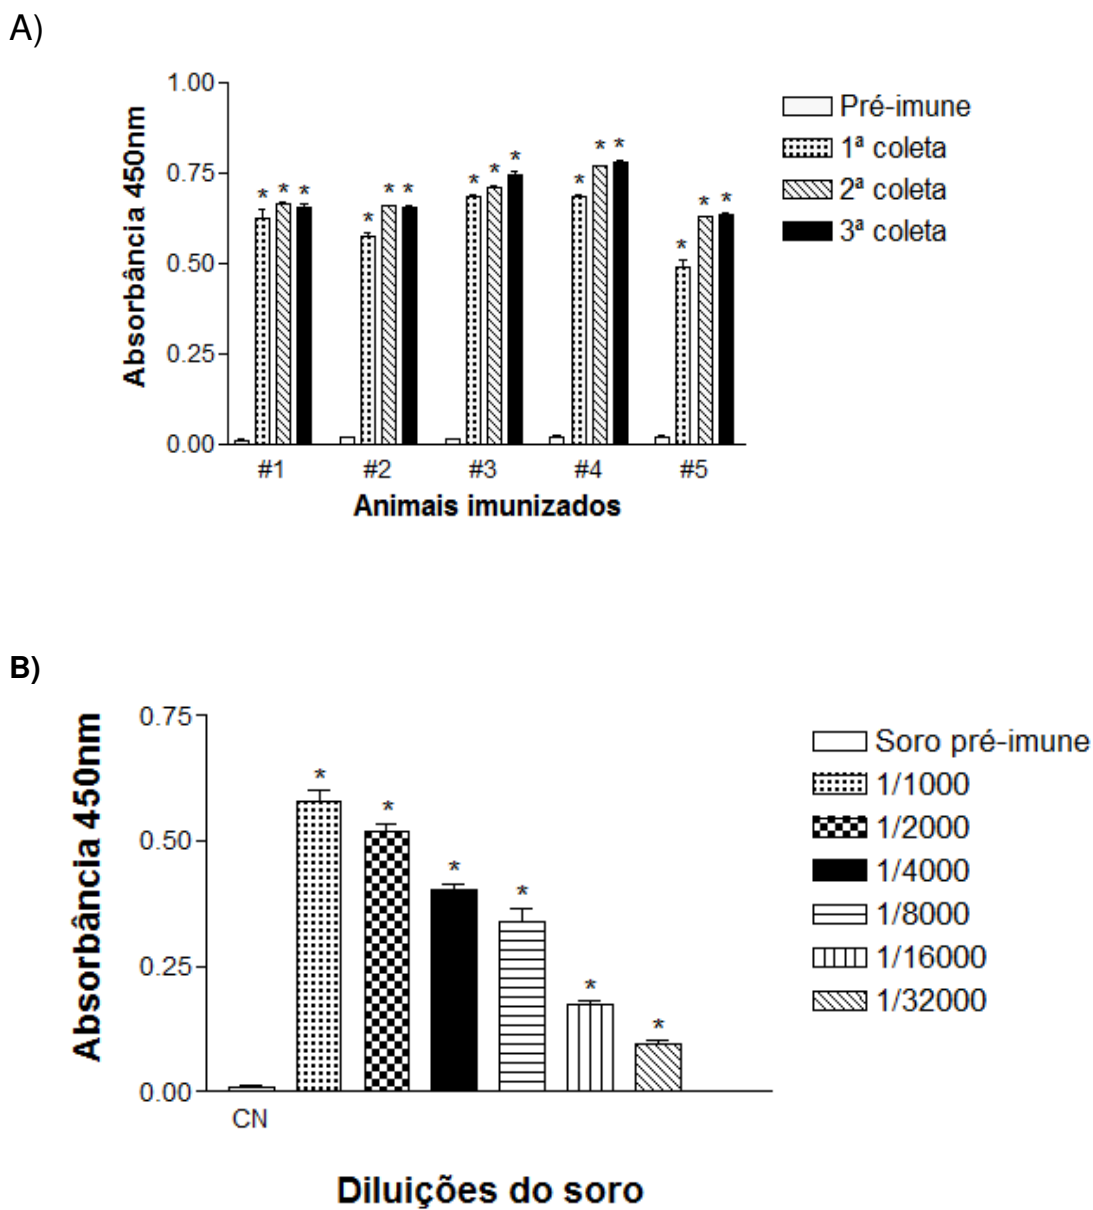 A)
Absorbância 450nm
1.00
0.75
0.50
0.25
0.00
* * *
* * *
* * *
* * *
* * *
#1 #2 #3 #4 #5
Animais imunizados
Pré-imune
1ª coleta
2ª coleta
3ª coleta
B)
Absorbância 450nm
0.75
0.50
0.25
0.00
* * * * * *
CN
Diluições do soro
Soro pré-imune
1/1000
1/2000
1/4000
1/8000
1/16000
1/32000